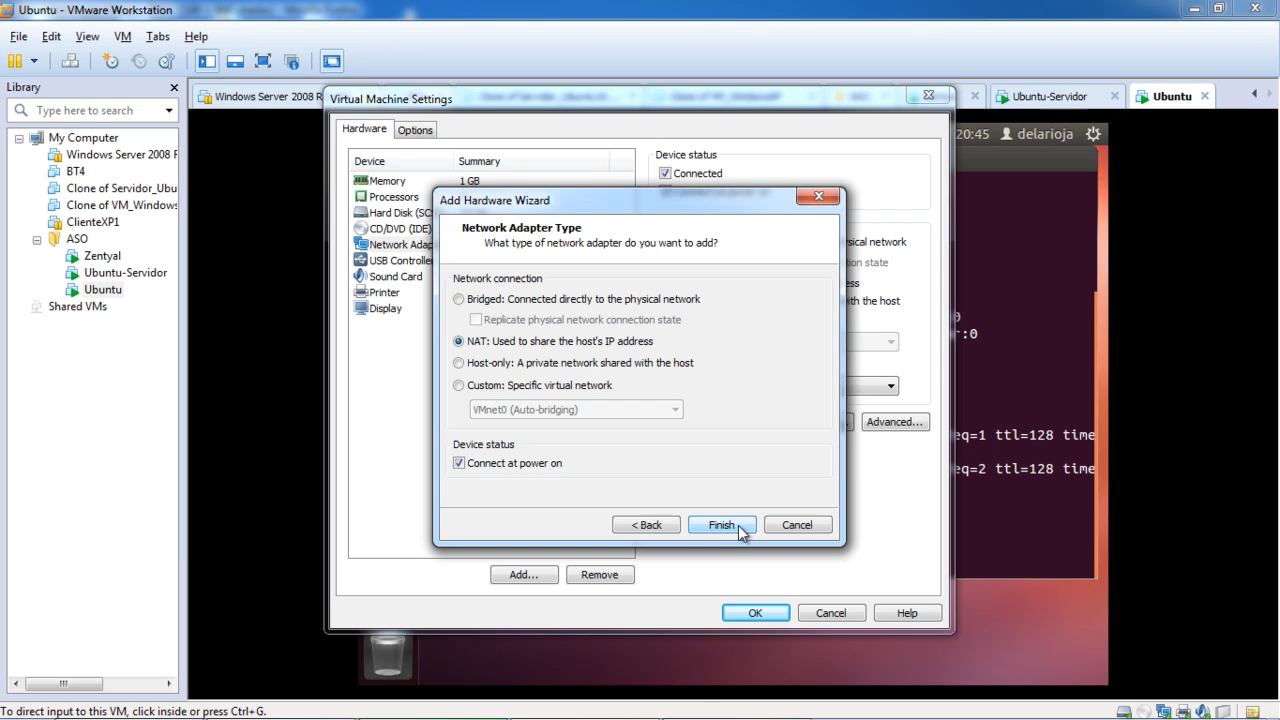 Ubuntu - VMware Workstation
File Edit View VM Tabs Help
Library
Type here to search
My Computer
Windows Server 2008 F
BT4
Clone of Servidor_Ubu
Clone of VM_Windows
ClienteXP1
ASO
Zentyal
Ubuntu-Servidor
Ubuntu
Shared VMs
Windows Server 2008 R
Ubuntu-Servidor
Ubuntu
20:45 delarioja
Virtual Machine Settings
Hardware Options
Device Summary
Memory 1 GB
Processors
Hard Disk (SCS
CD/DVD (IDE)
Network Adap
USB Controlle
Sound Card
Printer
Display
Device status
Connected
ysical network
ion state
ss
with the host
Advanced...
Add... Remove
OK Cancel Help
Add Hardware Wizard
Network Adapter Type
What type of network adapter do you want to add?
Network connection
Bridged: Connected directly to the physical network
Replicate physical network connection state
NAT: Used to share the host's IP address
Host-only: A private network shared with the host
Custom: Specific virtual network
VMnet0 (Auto-bridging)
Device status
Connect at power on
< Back Finish Cancel
0
:0
eq=1 ttl=128 time
eq=2 ttl=128 time
To direct input to this VM, click inside or press Ctrl+G.